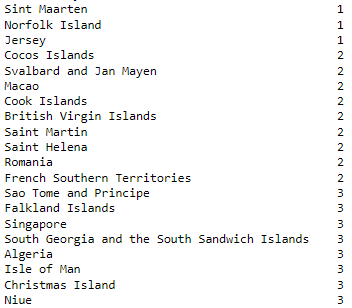 Sint Maarten 1
Norfolk Island 1
Jersey 1
Cocos Islands 2
Svalbard and Jan Mayen 2
Macao 2
Cook Islands 2
British Virgin Islands 2
Saint Martin 2
Saint Helena 2
Romania 2
French Southern Territories 2
Sao Tome and Principe 3
Falkland Islands 3
Singapore 3
South Georgia and the South Sandwich Islands 3
Algeria 3
Isle of Man 3
Christmas Island 3
Niue 3